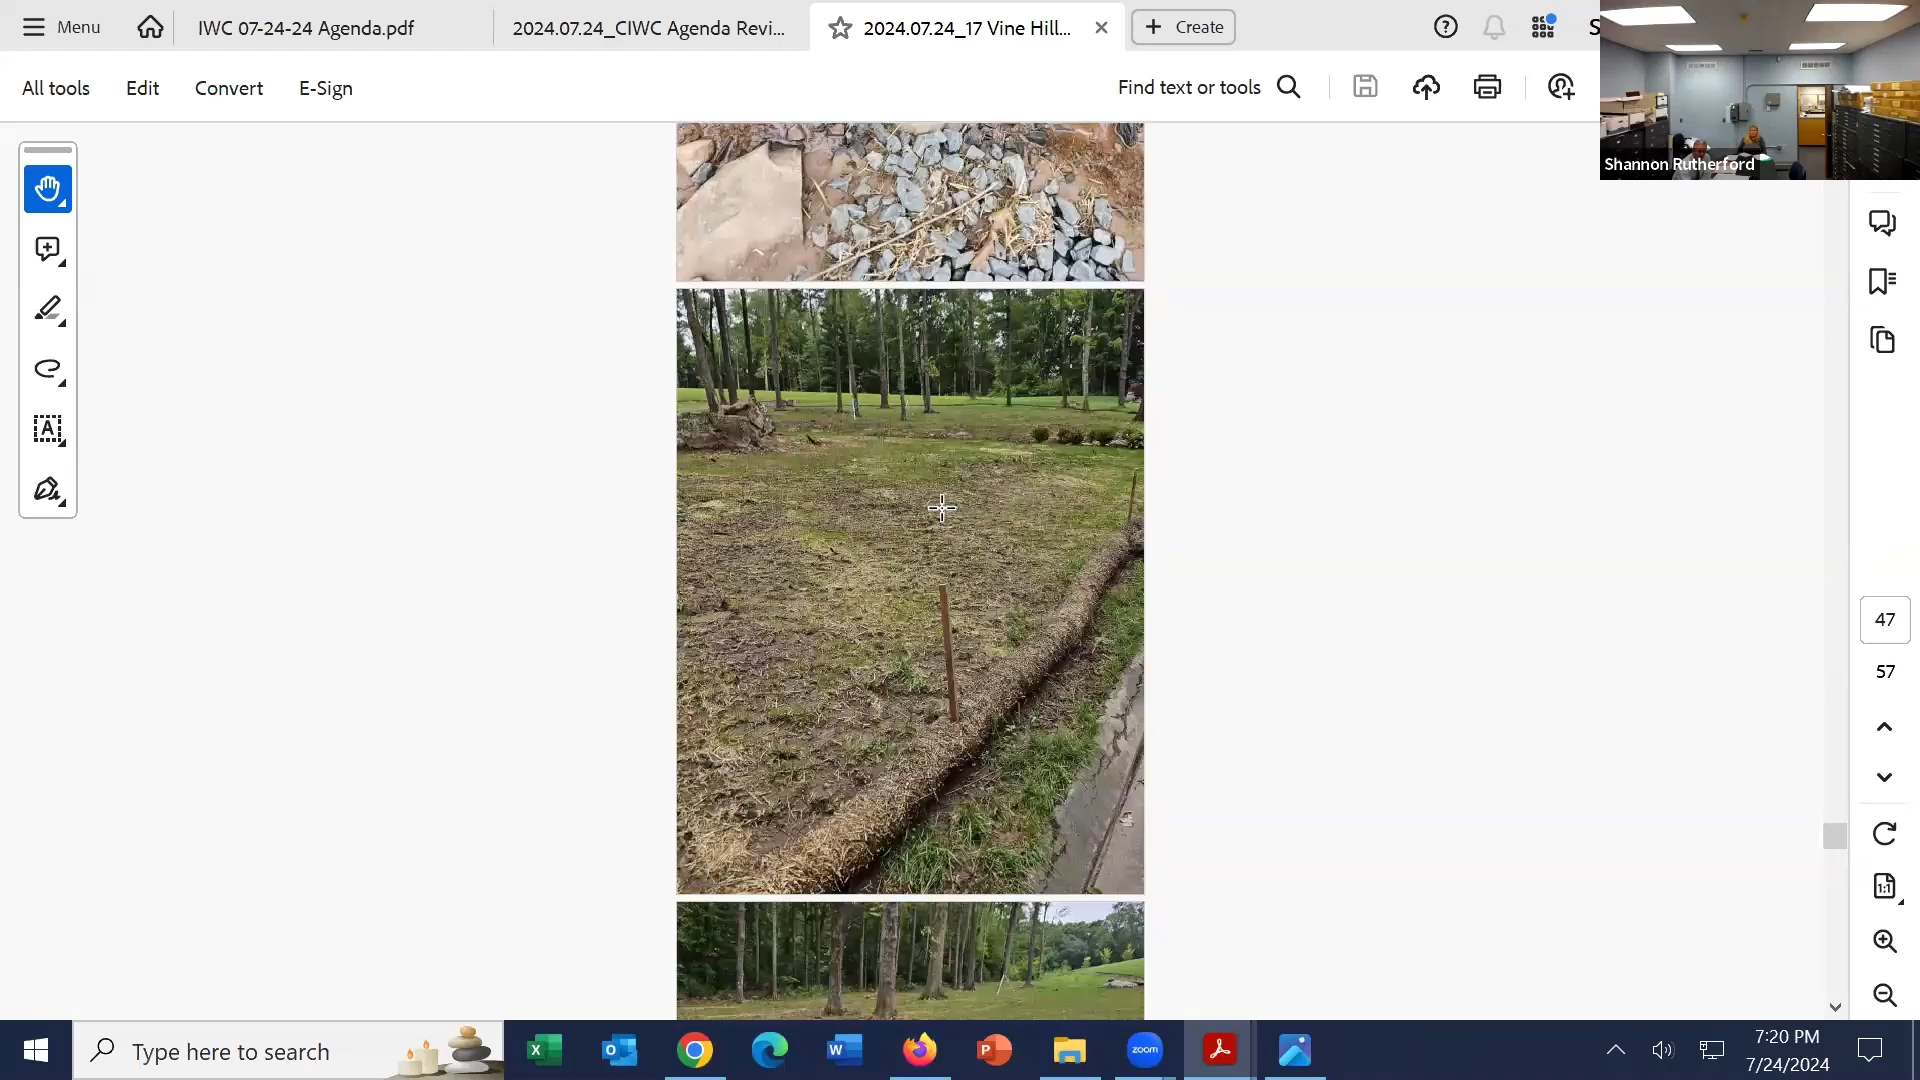 Menu
IWC 07-24-24 Agenda.pdf
2024.07.24_CIWC Agenda Revi...
2024.07.24_17 Vine Hill...
Create
All tools
Edit
Convert
E-Sign
Find text or tools
Shannon Rutherford
47
57
Type here to search
zoom
7:20 PM
7/24/2024